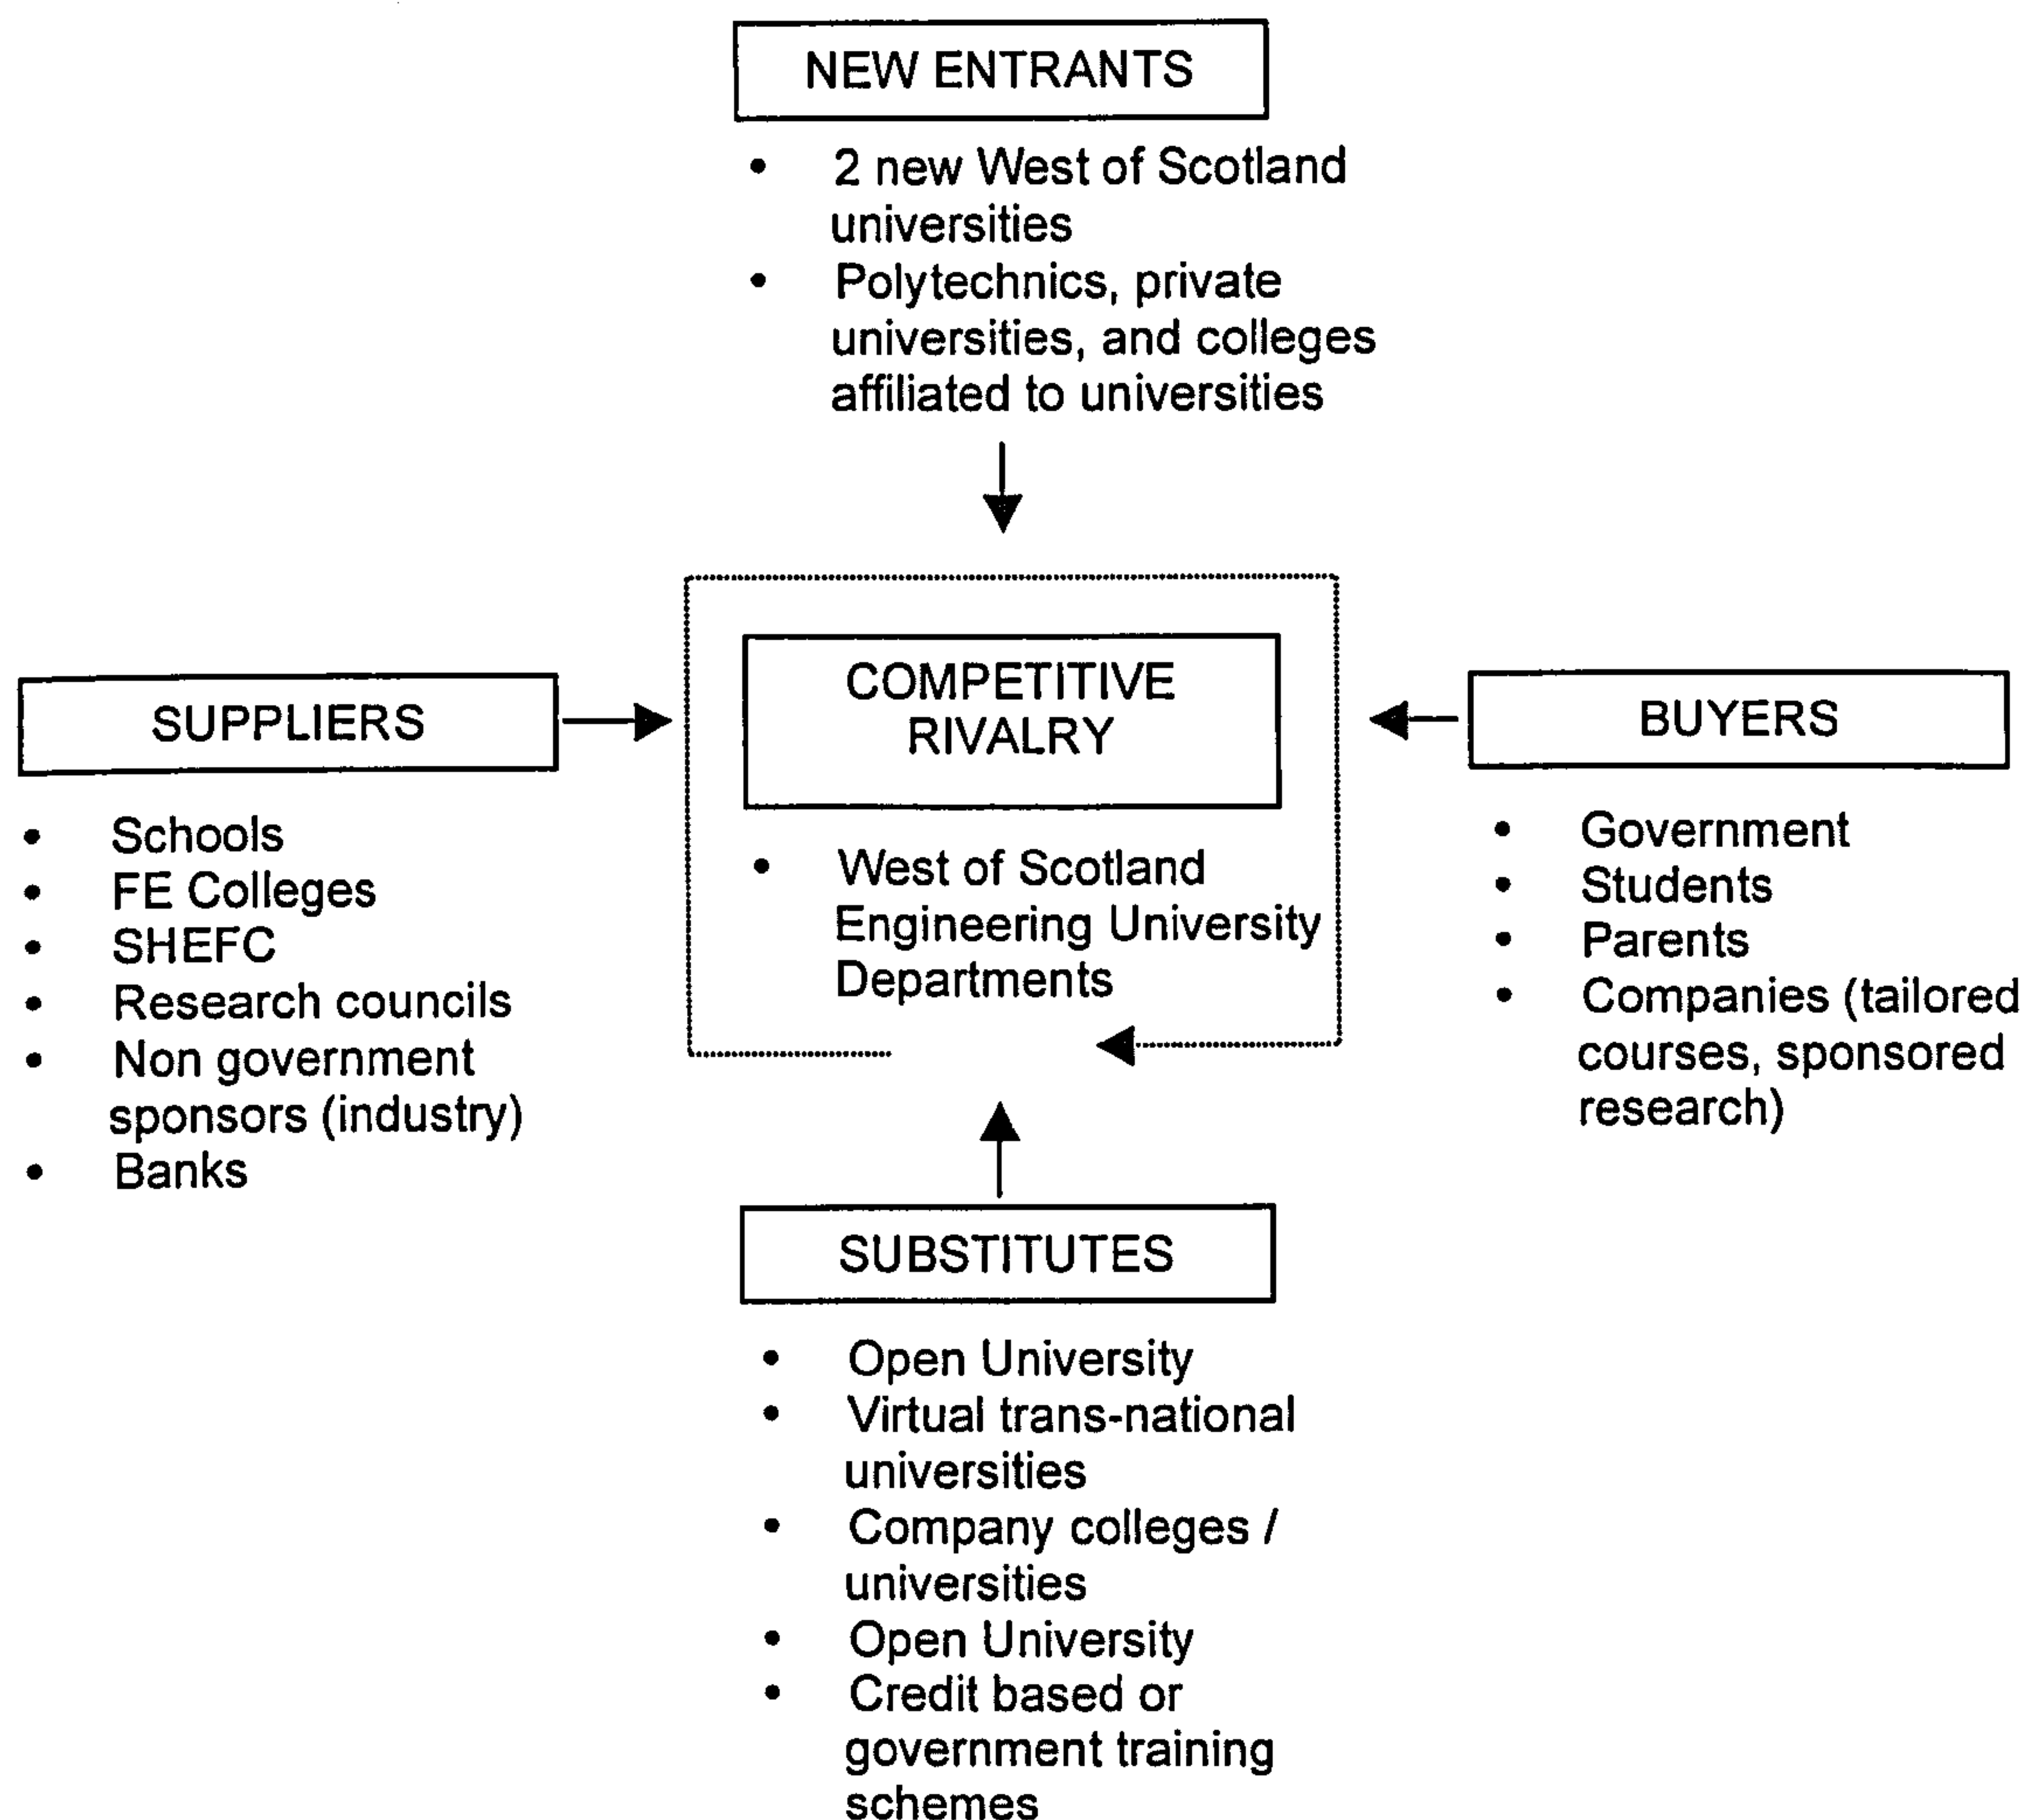 NEW ENTRANTS
• 2 new West of Scotland
universities
• Polytechnics, private
universities, and colleges
affiliated to universities
SUPPLIERS
• Schools
• FE Colleges
• SHEFC
• Research councils
• Non government
sponsors (industry)
• Banks
COMPETITIVE
RIVALRY
• West of Scotland
Engineering University
Departments
BUYERS
• Government
• Students
• Parents
• Companies (tailored
courses, sponsored
research)
SUBSTITUTES
• Open University
• Virtual trans-national
universities
• Company colleges /
universities
• Open University
• Credit based or
government training
schemes